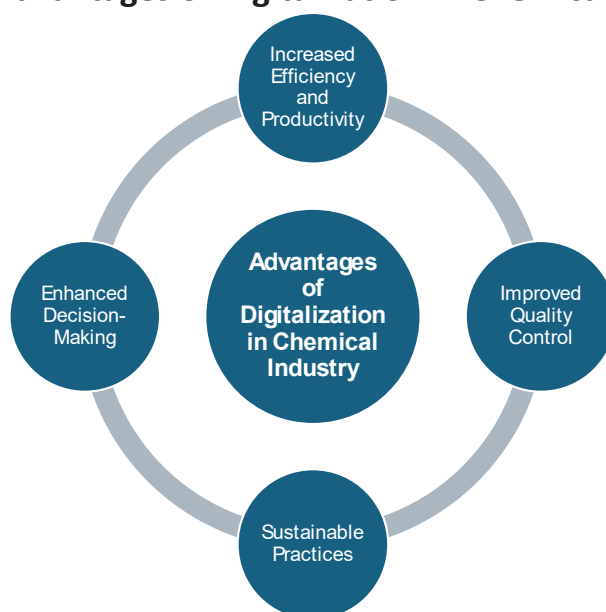 Increased
Efficiency
and
Productivity
Advantages
of
Digitalization
in Chemical
Industry
Enhanced
Decision-
Making
Improved
Quality
Control
Sustainable
Practices